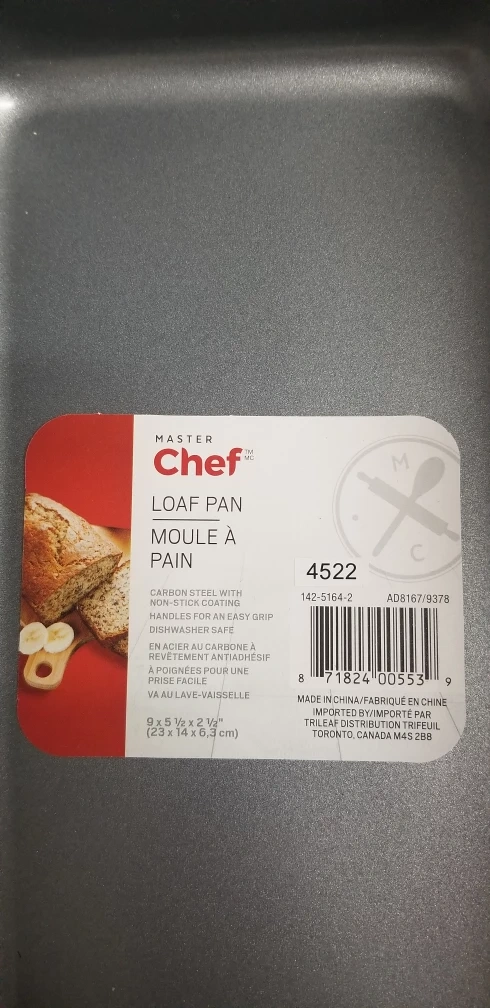 MASTER
Chef TM MC
LOAF PAN
MOULE À
PAIN
CARBON STEEL WITH
NON-STICK COATING
HANDLES FOR AN EASY GRIP
DISHWASHER SAFE
EN ACIER AU CARBONE À
REVÊTEMENT ANTIADHÉSIF
À POIGNÉES POUR UNE
PRISE FACILE
VA AU LAVE-VAISSELLE
9 x 5 1/2 x 2 1/2"
(23 x 14 x 6,3 cm)
M
C
4522
142-5164-2 AD8167/9378
8 71824 00553 9
MADE IN CHINA/FABRIQUÉ EN CHINE
IMPORTED BY/IMPORTÉ PAR
TRILEAF DISTRIBUTION TRIFEUIL
TORONTO, CANADA M4S 2B8